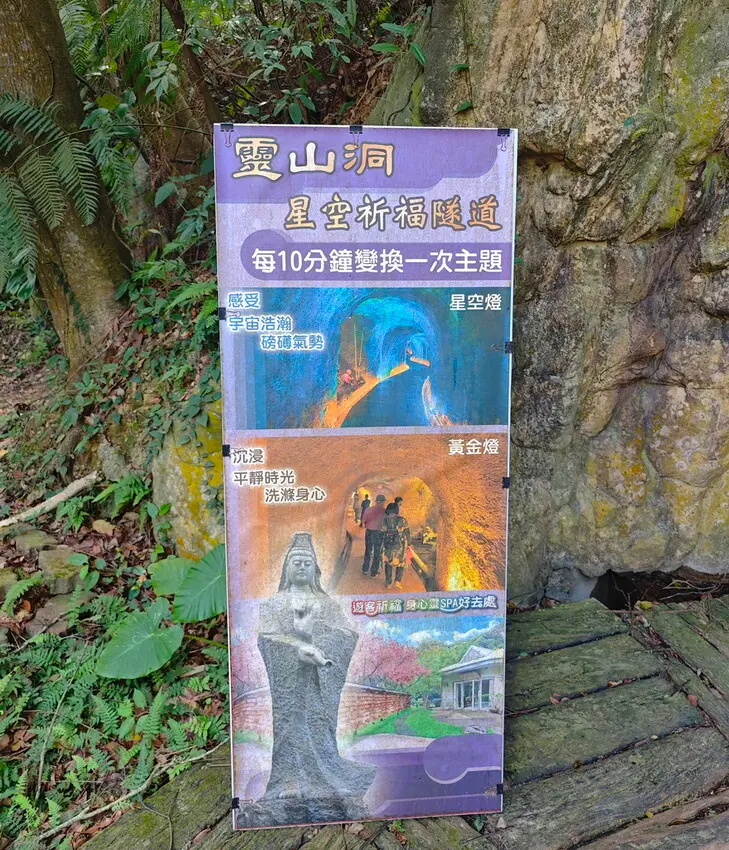 靈山洞
星空祈福隧道
每10分鐘變換一次主題
感受
宇宙浩瀚
磅礡氣勢
星空燈
沉浸
平靜時光
洗滌身心
黃金燈
遊客祈福 身心靈SPA好去處